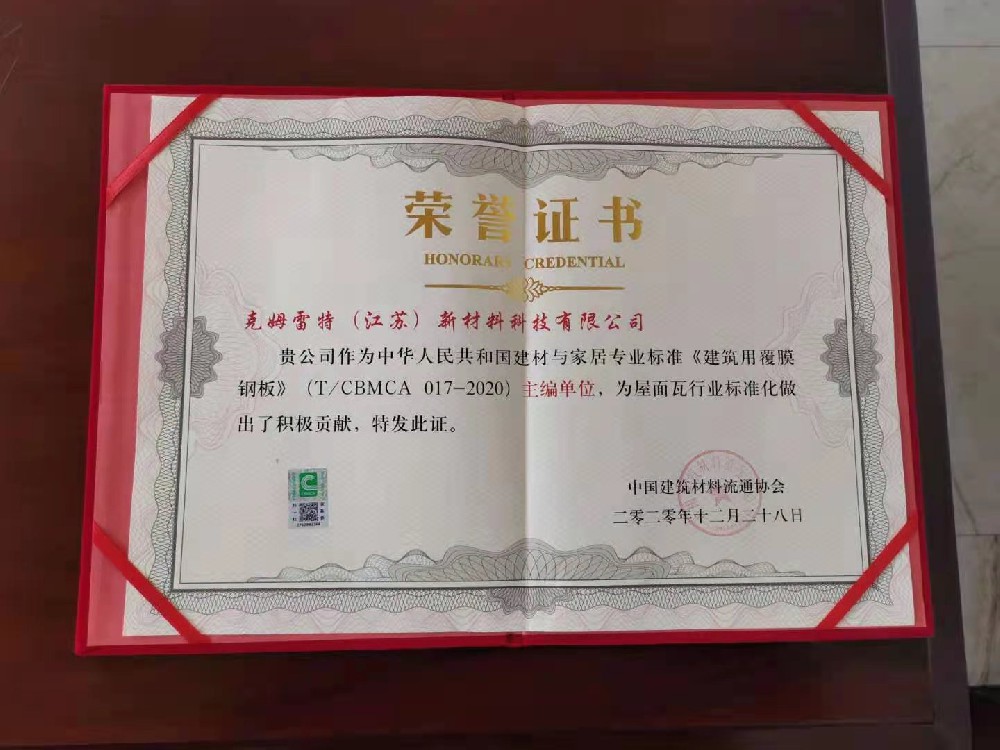 荣誉证书
HONORARY CREDENTIAL
克姆雷特（江苏）新材料科技有限公司
贵公司作为中华人民共和国建材与家居专业标准《建筑用覆膜
钢板》（T/CBMCA 017-2020）主编单位，为屋面瓦行业标准化做
出了积极贡献，特发此证。
中国建筑材料流通协会
二零二零年十二月二十八日